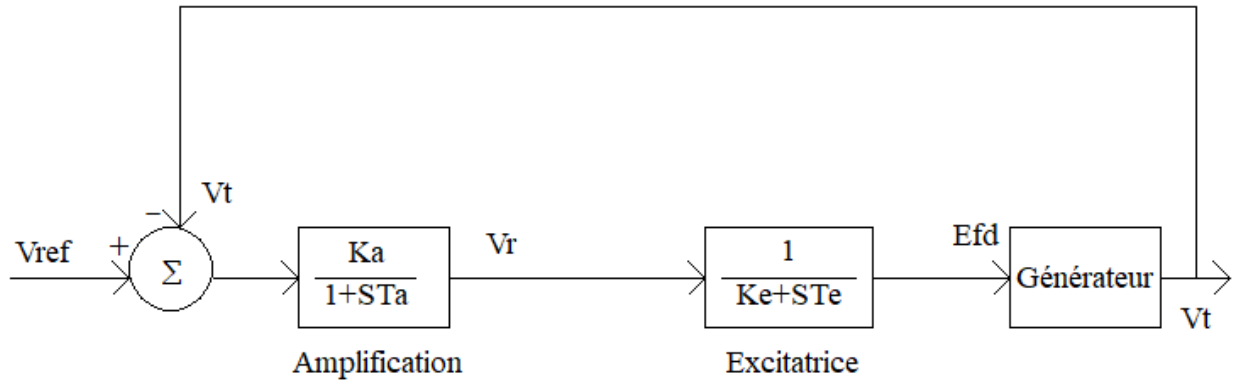 Vt
−
Vref
+
Σ
Ka
1+STa
Vr
1
Ke+STe
Efd
Générateur
Vt
Amplification
Excitatrice